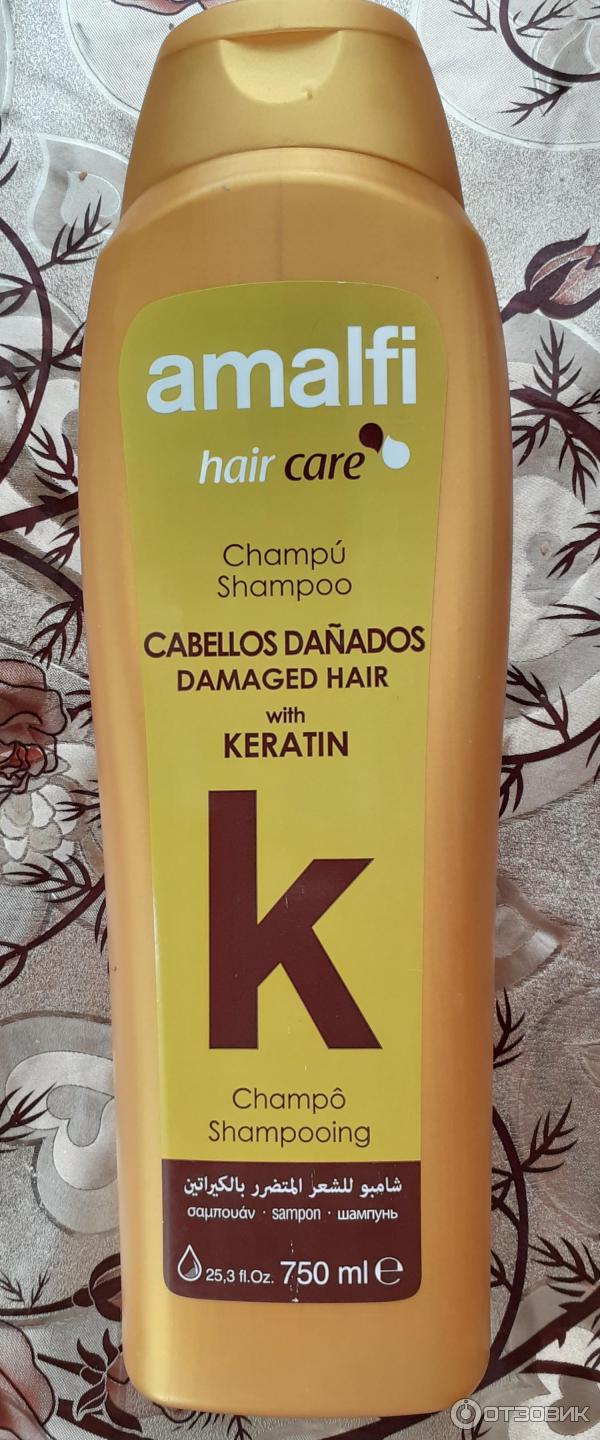 amalfi
hair care
Champú
Shampoo
CABELLOS DAÑADOS
DAMAGED HAIR
with
KERATIN
k
Champô
Shampooing
شامبو للشعر المتضرر بالكيراتين
σαμπουάν · sampon · шампунь
25,3 fl.Oz. 750 ml ℮
ОТЗОВИК